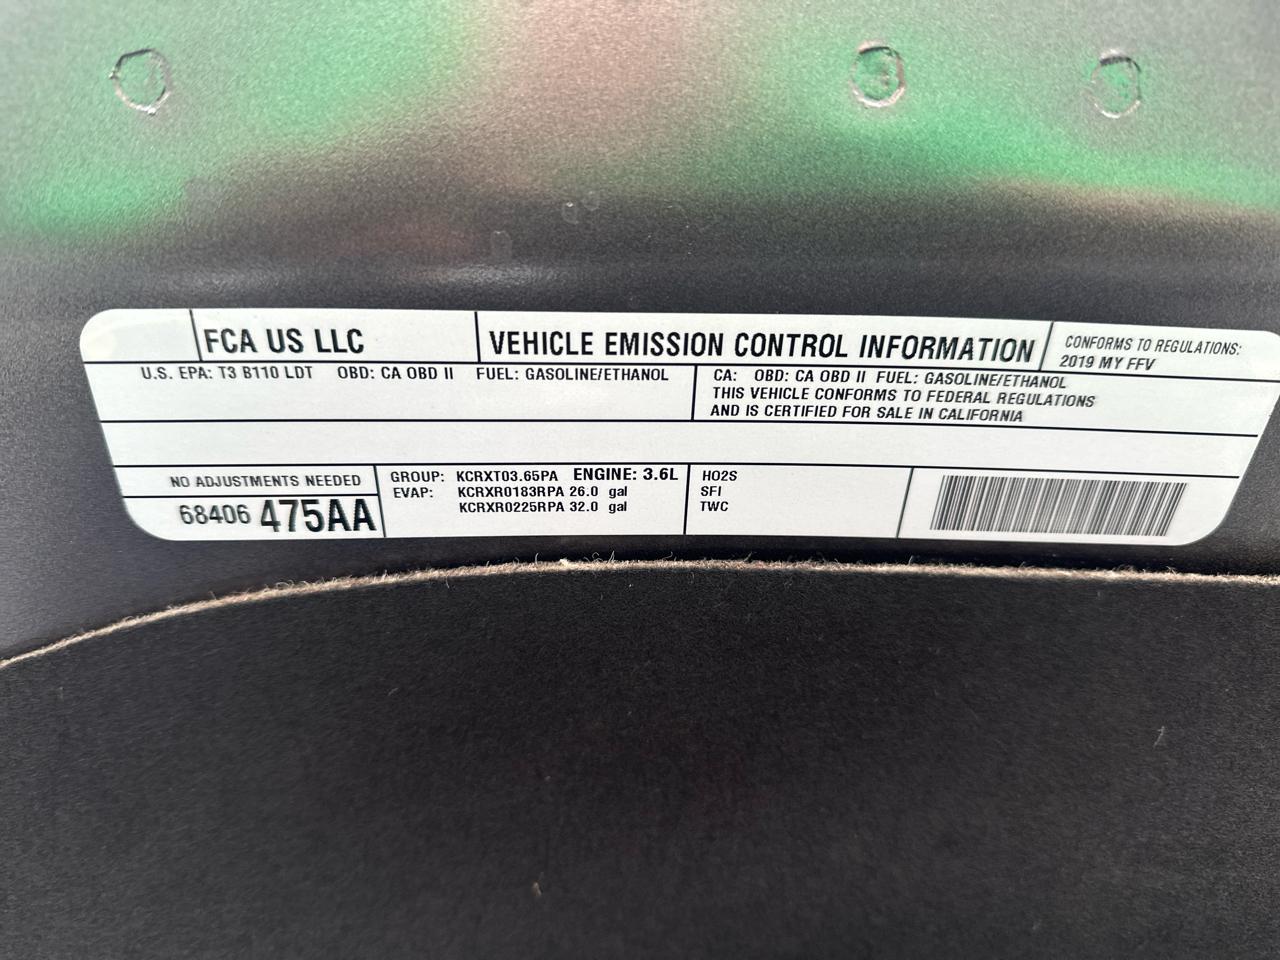 FCA US LLC
VEHICLE EMISSION CONTROL INFORMATION
CONFORMS TO REGULATIONS:
2019 MY FFV
U.S. EPA: T3 B110 LDT OBD: CA OBD II FUEL: GASOLINE/ETHANOL
CA: OBD: CA OBD II FUEL: GASOLINE/ETHANOL
THIS VEHICLE CONFORMS TO FEDERAL REGULATIONS
AND IS CERTIFIED FOR SALE IN CALIFORNIA
NO ADJUSTMENTS NEEDED
68406 475AA
GROUP: KCRXT03.65PA ENGINE: 3.6L
EVAP: KCRXR0183RPA 26.0 gal
KCRXR0225RPA 32.0 gal
HO2S
SFI
TWC